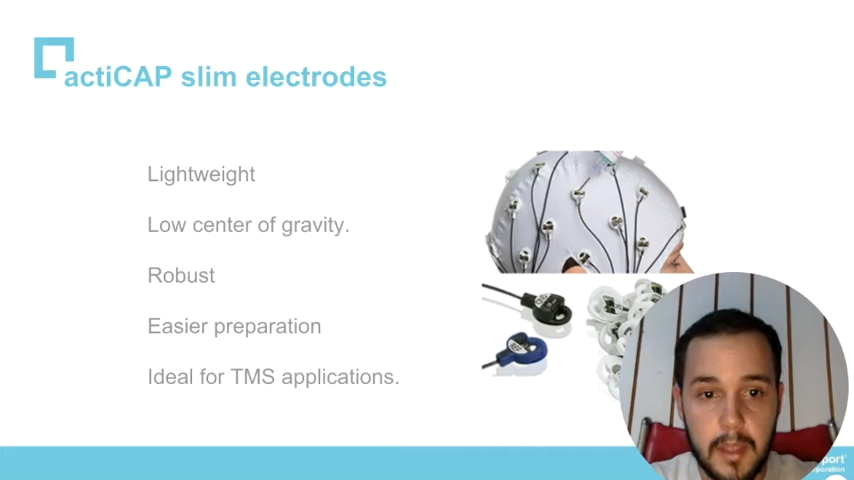 actiCAP slim electrodes
Lightweight
Low center of gravity.
Robust
Easier preparation
Ideal for TMS applications.